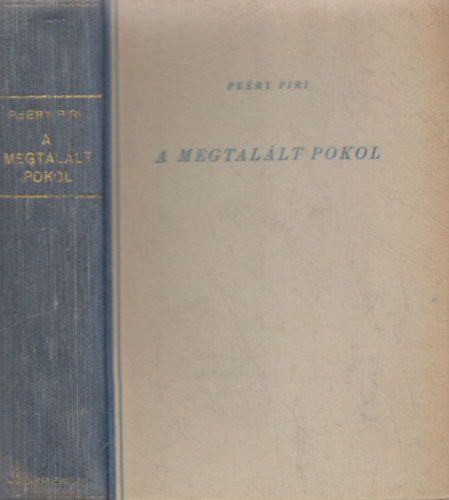 PEÉRY PIRI
A
MEGTALÁLT
POKOL
PEÉRY PIRI
A MEGTALÁLT POKOL